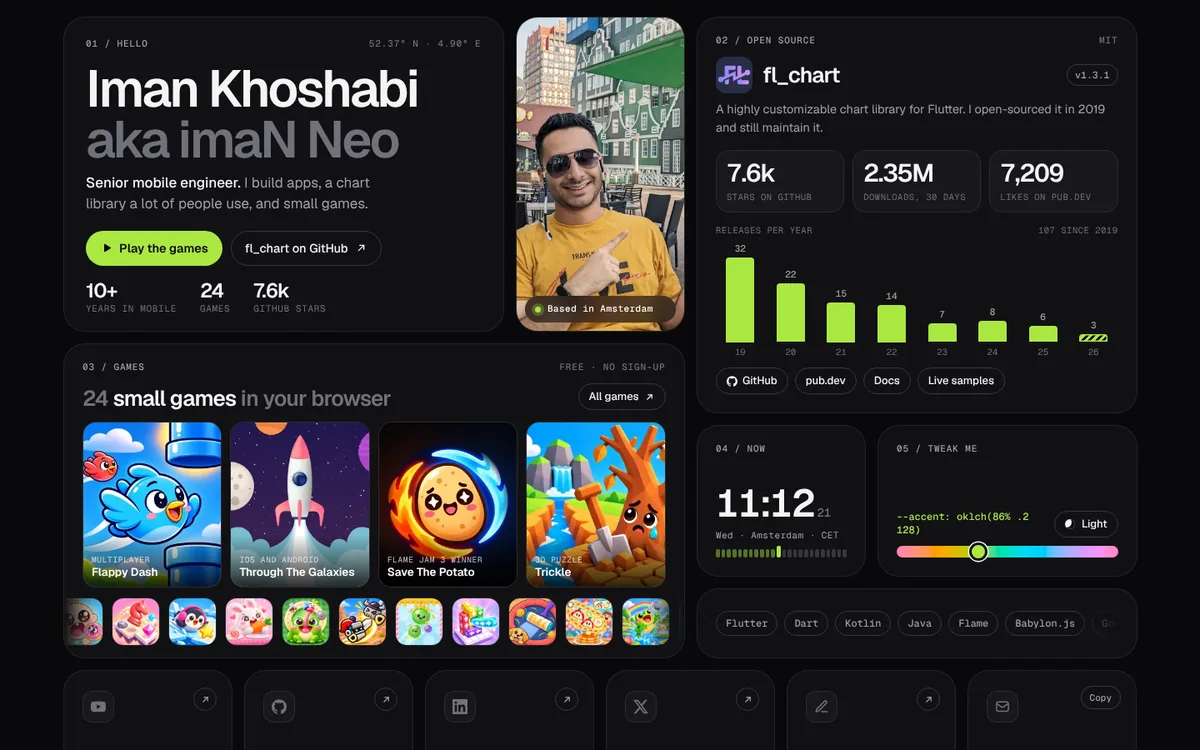 01 / HELLO
52.37° N · 4.90° E
Iman Khoshabi
aka imaN Neo
Senior mobile engineer. I build apps, a chart
library a lot of people use, and small games.
Play the games
fl_chart on GitHub
10+
YEARS IN MOBILE
24
GAMES
7.6k
GITHUB STARS
Based in Amsterdam
02 / OPEN SOURCE
MIT
FL
fl_chart
v1.3.1
A highly customizable chart library for Flutter. I open-sourced it in 2019
and still maintain it.
7.6k
STARS ON GITHUB
2.35M
DOWNLOADS, 30 DAYS
7,209
LIKES ON PUB.DEV
RELEASES PER YEAR
107 SINCE 2019
32
22
15
14
7
8
6
3
19
20
21
22
23
24
25
26
GitHub
pub.dev
Docs
Live samples
03 / GAMES
FREE · NO SIGN-UP
24 small games in your browser
All games
MULTIPLAYER
Flappy Dash
IOS AND ANDROID
Through The Galaxies
FLAME JAM 3 WINNER
Save The Potato
3D PUZZLE
Trickle
04 / NOW
11:12 21
Wed · Amsterdam · CET
05 / TWEAK ME
--accent: oklch(86% .2
128)
Light
Flutter
Dart
Kotlin
Java
Flame
Babylon.js
Copy